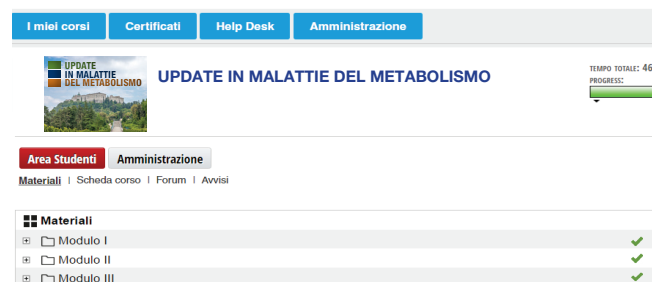 I miei corsi Certificati Help Desk Amministrazione
UPDATE
IN MALATTIE
DEL METABOLISMO
UPDATE IN MALATTIE DEL METABOLISMO
TEMPO TOTALE: 46
PROGRESS:
Area Studenti Amministrazione
Materiali | Scheda corso | Forum | Avvisi
Materiali
Modulo I
Modulo II
Modulo III